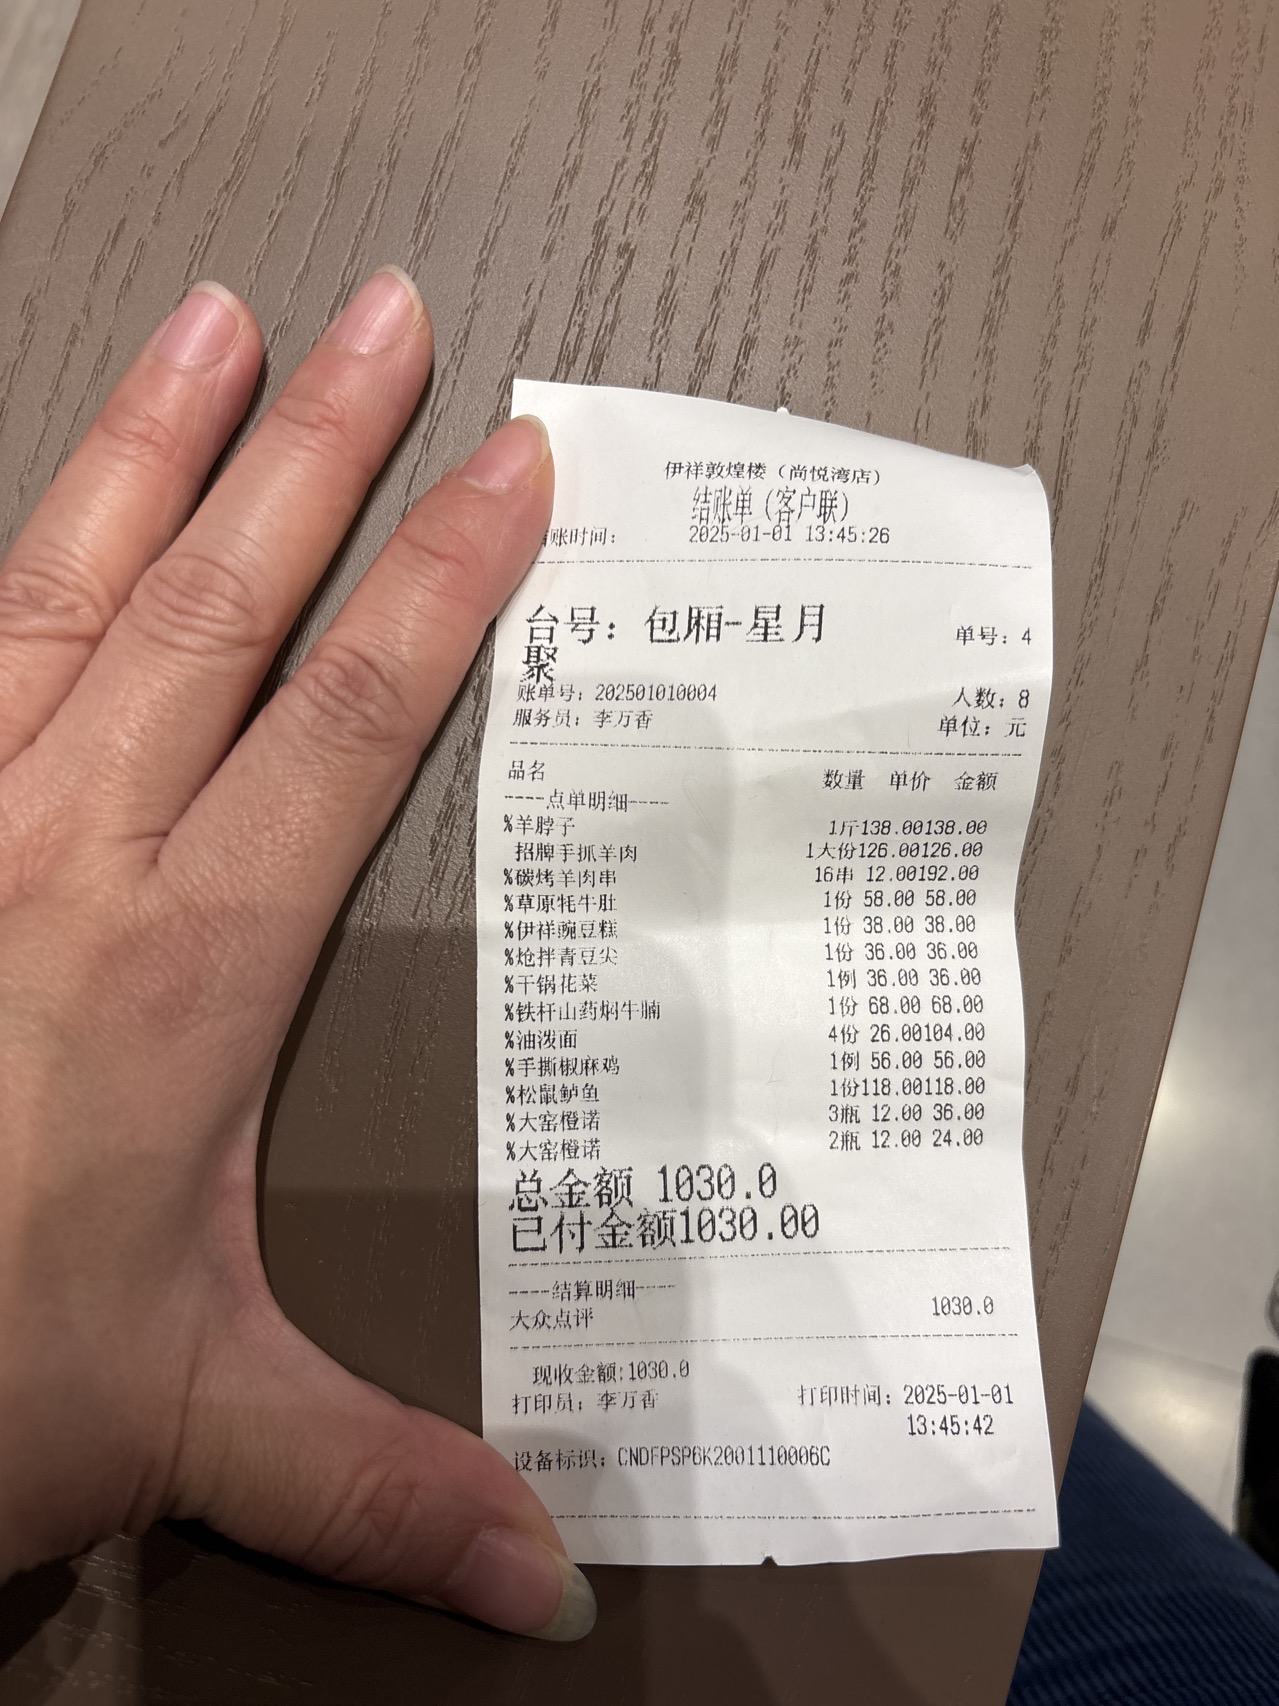 伊祥敦煌楼（尚悦湾店）
结账单（客户联）
账时间： 2025-01-01 13:45:26
台号：包厢-星月 单号：4
聚
账单号：202501010004 人数：8
服务员：李万香 单位：元
品名 数量 单价 金额
----点单明细----
%羊脖子 1斤138.00138.00
招牌手抓羊肉 1大份126.00126.00
%碳烤羊肉串 16串 12.00192.00
%草原牦牛肚 1份 58.00 58.00
%伊祥豌豆糕 1份 38.00 38.00
%炝拌青豆尖 1份 36.00 36.00
%干锅花菜 1例 36.00 36.00
%铁杆山药焖牛腩 1份 68.00 68.00
%油泼面 4份 26.00104.00
%手撕椒麻鸡 1例 56.00 56.00
%松鼠鲈鱼 1份118.00118.00
%大窑橙诺 3瓶 12.00 36.00
%大窑橙诺 2瓶 12.00 24.00
总金额 1030.0
已付金额1030.00
----结算明细----
大众点评 1030.0
现收金额:1030.0
打印员：李万香 打印时间：2025-01-01
13:45:42
设备标识：CNDFPSP6K2001110006C